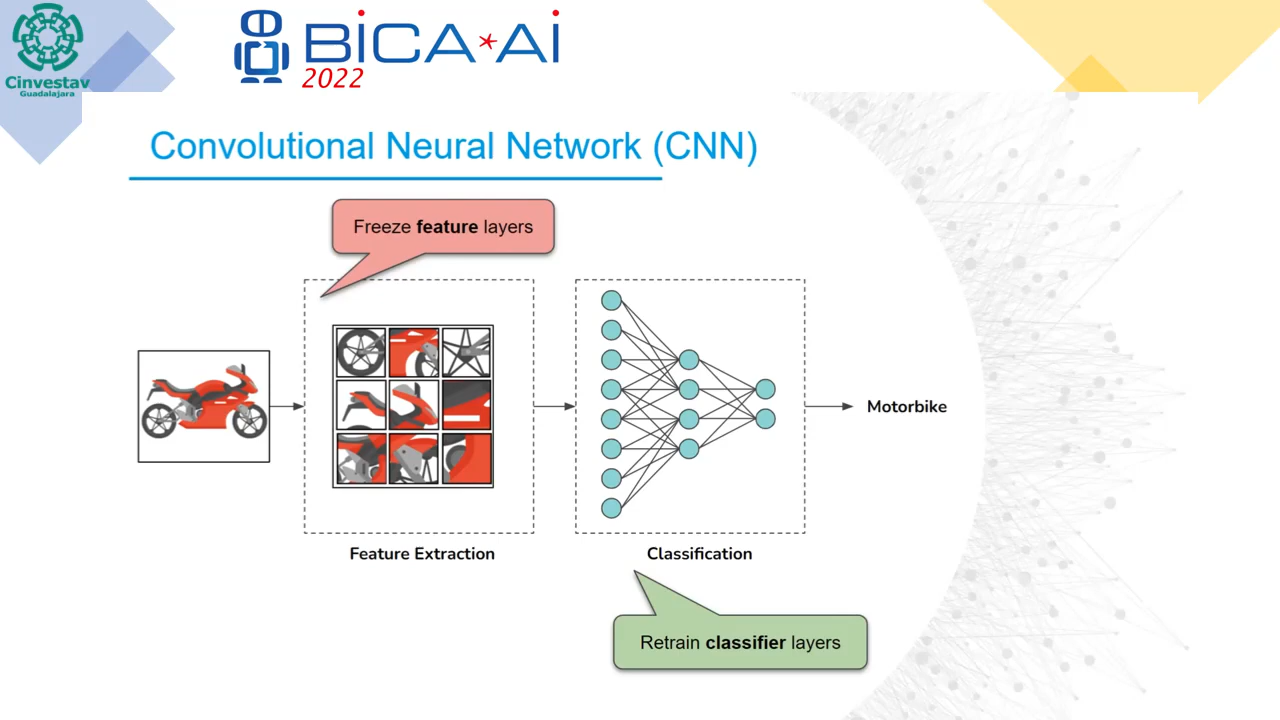 Cinvestav
Guadalajara
BiCA*Ai
2022
Convolutional Neural Network (CNN)
Freeze feature layers
Motorbike
Feature Extraction
Classification
Retrain classifier layers